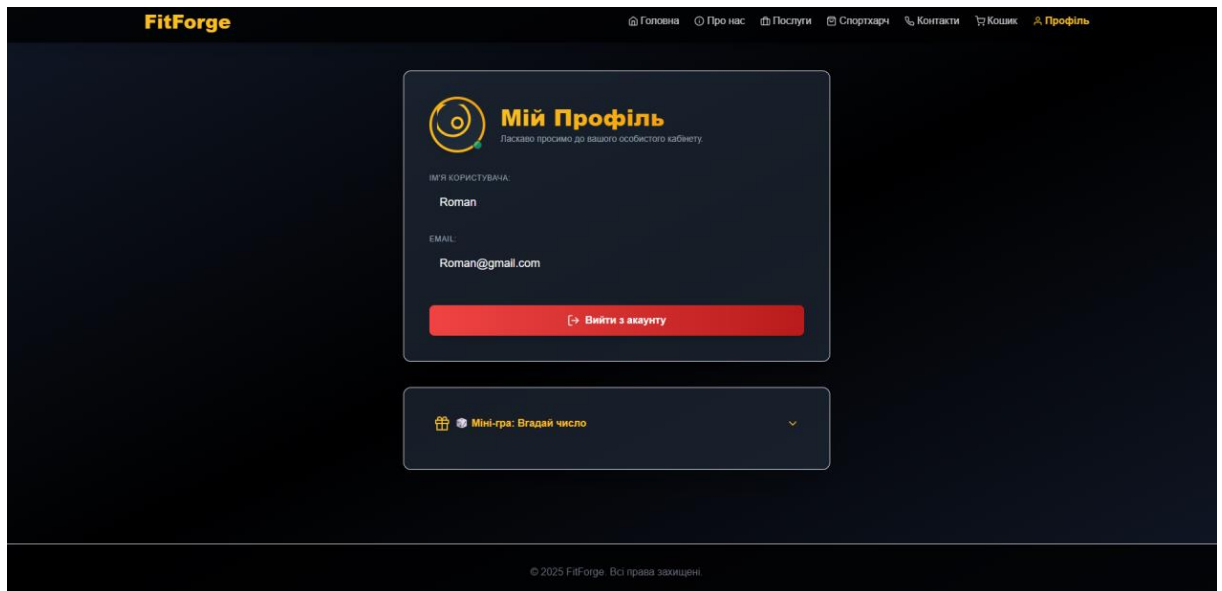 FitForge
Головна Про нас Послуги Спортхарч Контакти Кошик Профіль
Мій Профіль
Ласкаво просимо до вашого особистого кабінету.
ІМ'Я КОРИСТУВАЧА:
Roman
EMAIL:
Roman@gmail.com
Вийти з акаунту
Міні-гра: Вгадай число
© 2025 FitForge. Всі права захищені.